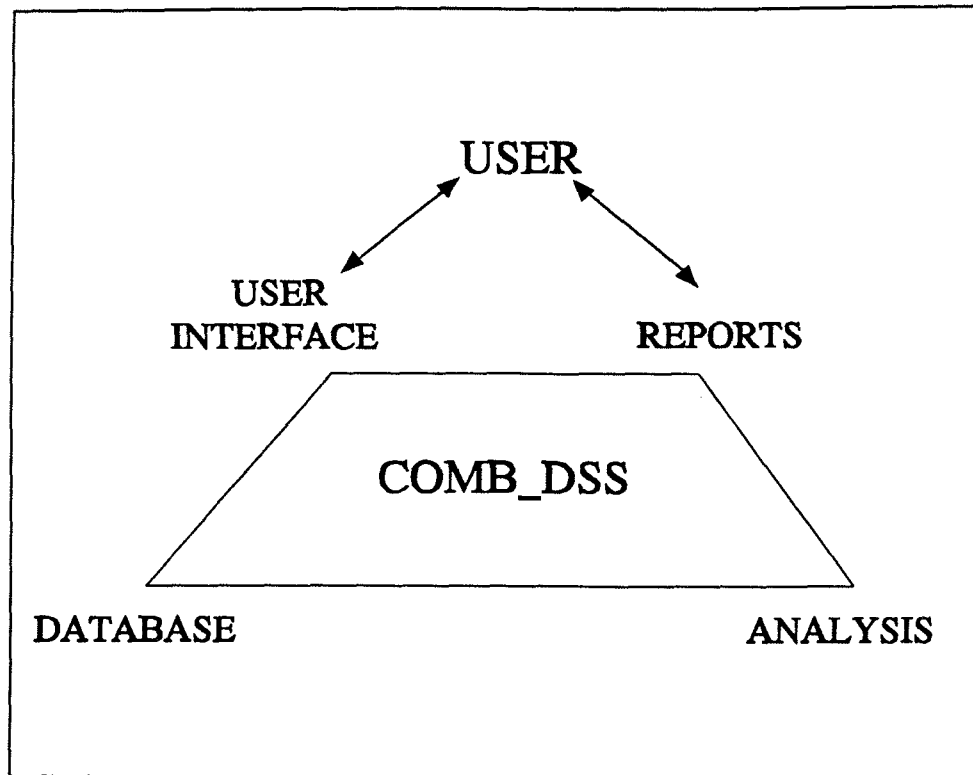 USER
USER
INTERFACE
REPORTS
COMB_DSS
DATABASE
ANALYSIS